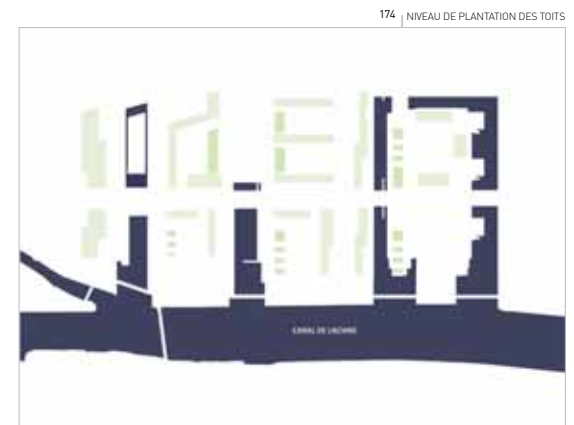 174 | NIVEAU DE PLANTATION DES TOITS
CANAL DE LACHINE